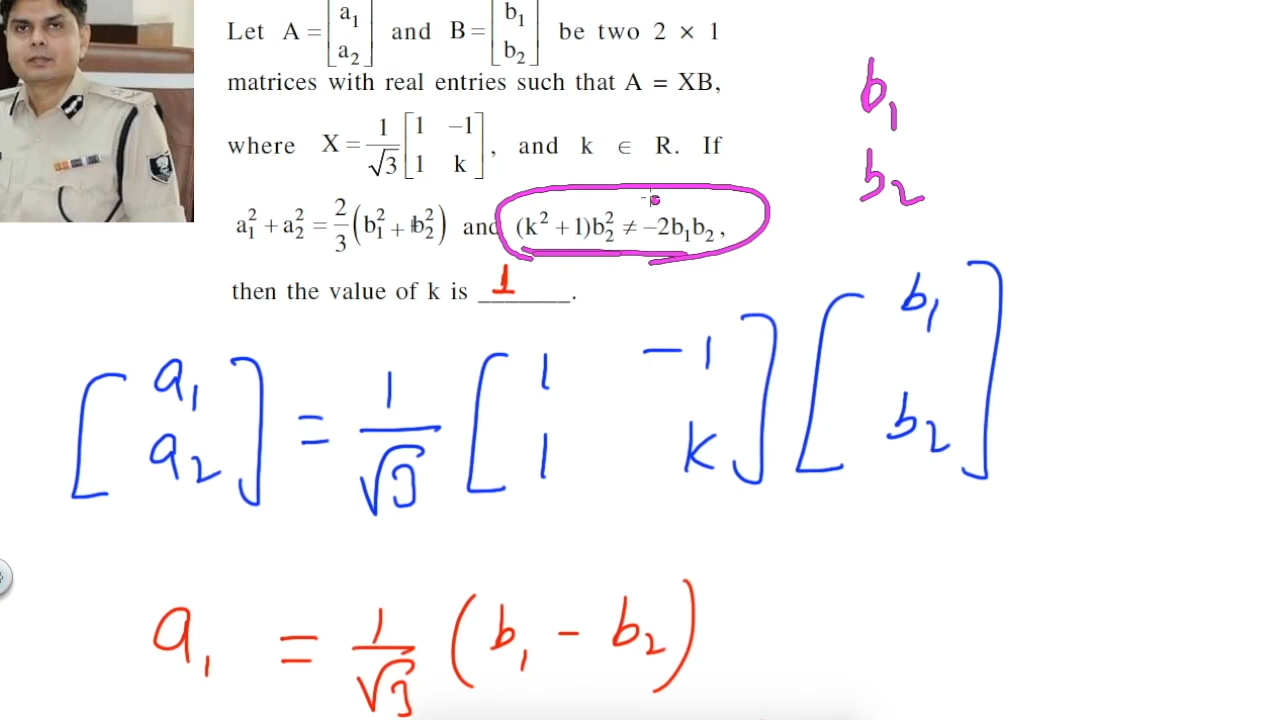 Let A = [a₁ a₂] and B = [b₁ b₂] be two 2 × 1
matrices with real entries such that A = XB,
where X = 1/√3 [1 −1 1 k], and k ∈ R. If
a₁² + a₂² = 2/3 (b₁² + b₂²) and (k² + 1)b₂² ≠ −2b₁b₂,
then the value of k is 1.
b₁
b₂
[a₁ a₂] = 1/√3 [1 −1 1 k] [b₁ b₂]
a₁ = 1/√3 (b₁ − b₂)